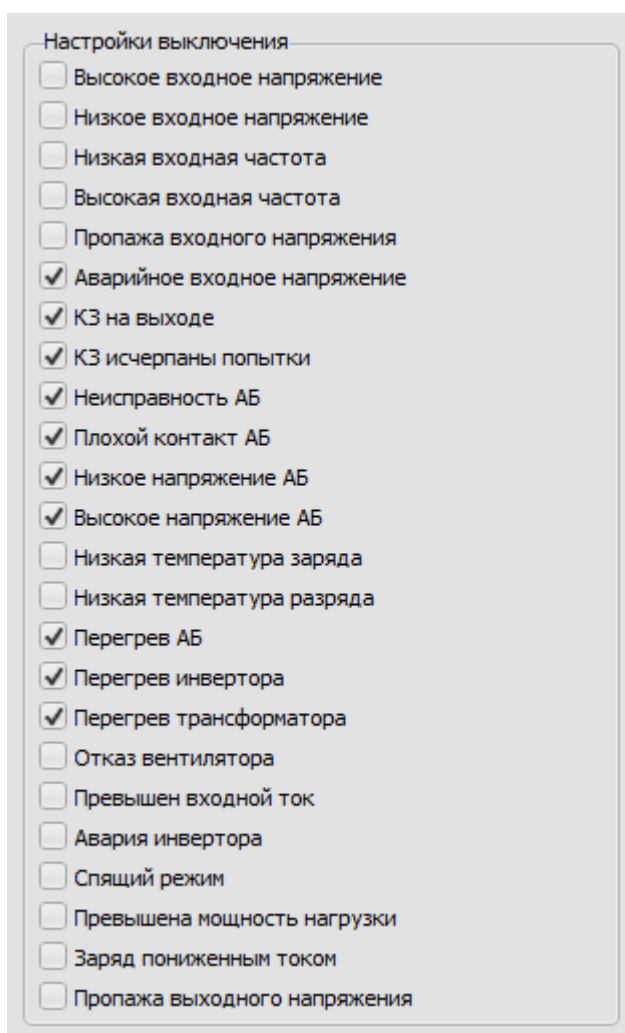 Настройки выключения
Высокое входное напряжение
Низкое входное напряжение
Низкая входная частота
Высокая входная частота
Пропажа входного напряжения
Аварийное входное напряжение
КЗ на выходе
КЗ исчерпаны попытки
Неисправность АБ
Плохой контакт АБ
Низкое напряжение АБ
Высокое напряжение АБ
Низкая температура заряда
Низкая температура разряда
Перегрев АБ
Перегрев инвертора
Перегрев трансформатора
Отказ вентилятора
Превышен входной ток
Авария инвертора
Спящий режим
Превышена мощность нагрузки
Заряд пониженным током
Пропажа выходного напряжения